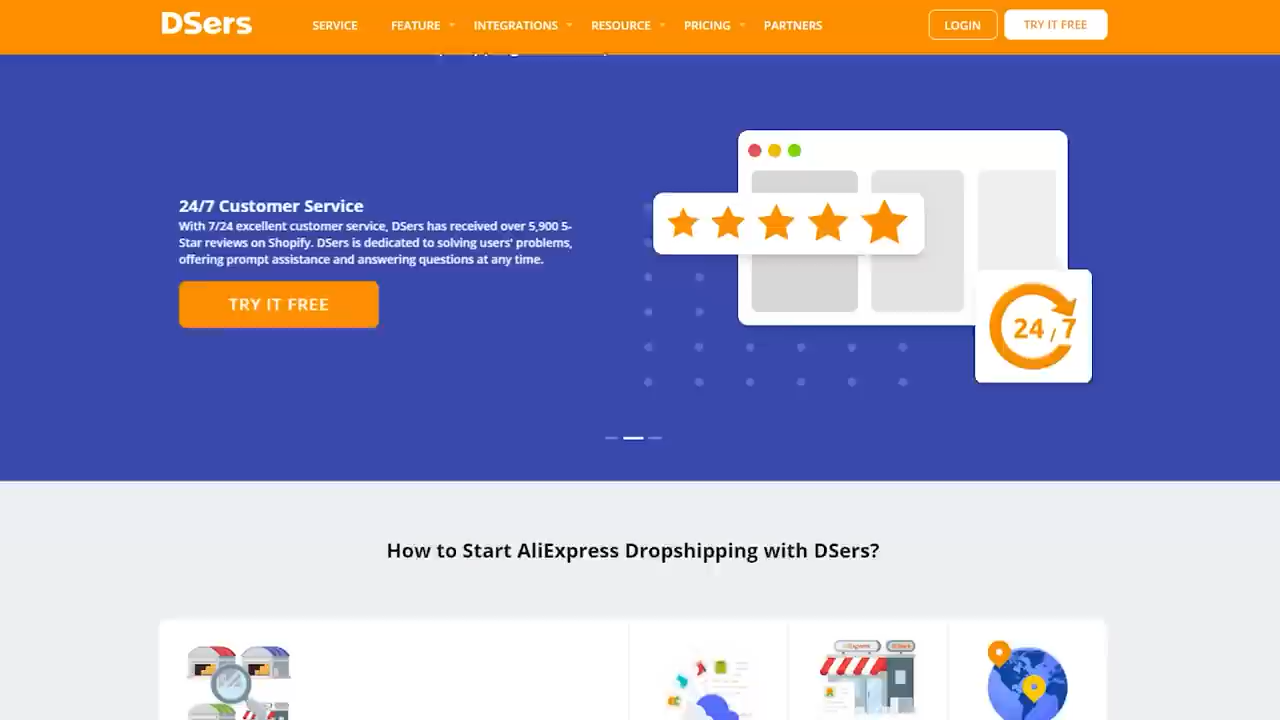 DSers
SERVICE
FEATURE
INTEGRATIONS
RESOURCE
PRICING
PARTNERS
LOGIN
TRY IT FREE
24/7 Customer Service
With 7/24 excellent customer service, DSers has received over 5,900 5-
Star reviews on Shopify. DSers is dedicated to solving users' problems,
offering prompt assistance and answering questions at any time.
TRY IT FREE
24/7
How to Start AliExpress Dropshipping with DSers?